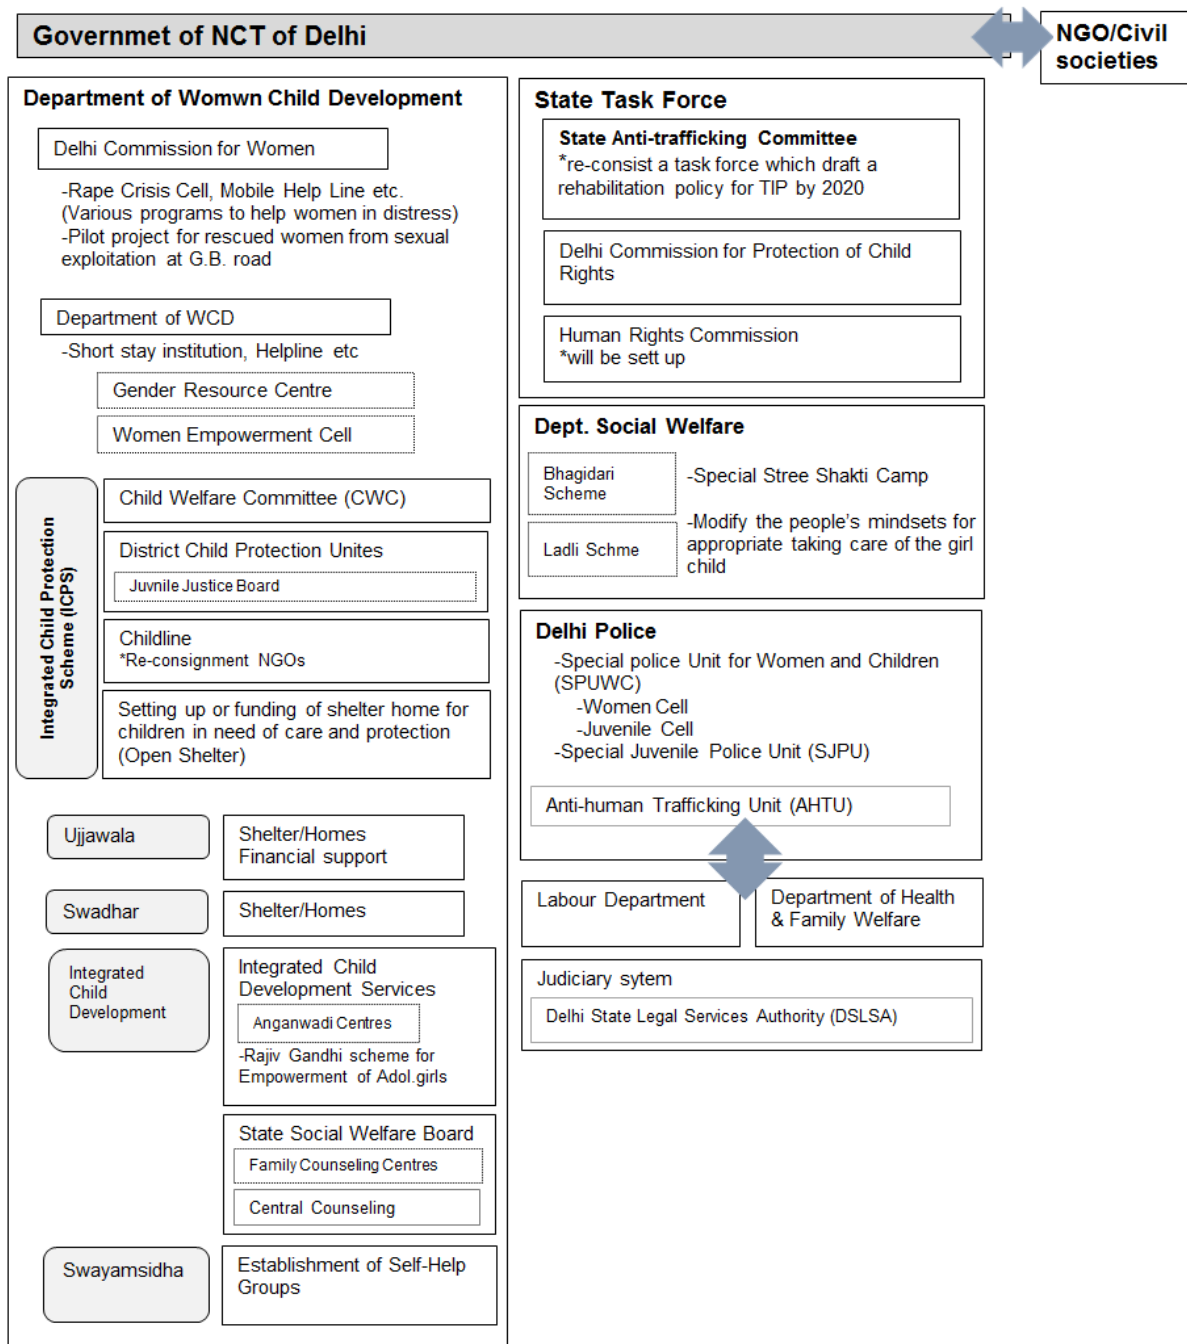 Governmet of NCT of Delhi
NGO/Civil
societies
Department of Womwn Child Development
Delhi Commission for Women
-Rape Crisis Cell, Mobile Help Line etc.
(Various programs to help women in distress)
-Pilot project for rescued women from sexual
exploitation at G.B. road
Department of WCD
-Short stay institution, Helpline etc
Gender Resource Centre
Women Empowerment Cell
Integrated Child Protection
Scheme (ICPS)
Child Welfare Committee (CWC)
District Child Protection Unites
Juvnile Justice Board
Childline
*Re-consignment NGOs
Setting up or funding of shelter home for
children in need of care and protection
(Open Shelter)
Ujjawala
Shelter/Homes
Financial support
Swadhar
Shelter/Homes
Integrated
Child
Development
Integrated Child
Development Services
Anganwadi Centres
-Rajiv Gandhi scheme for
Empowerment of Adol.girls
State Social Welfare Board
Family Counseling Centres
Central Counseling
Swayamsidha
Establishment of Self-Help
Groups
State Task Force
State Anti-trafficking Committee
*re-consist a task force which draft a
rehabilitation policy for TIP by 2020
Delhi Commission for Protection of Child
Rights
Human Rights Commission
*will be sett up
Dept. Social Welfare
Bhagidari
Scheme
Ladli Schme
-Special Stree Shakti Camp
-Modify the people's mindsets for
appropriate taking care of the girl
child
Delhi Police
-Special police Unit for Women and Children
(SPUWC)
-Women Cell
-Juvenile Cell
-Special Juvenile Police Unit (SJPU)
Anti-human Trafficking Unit (AHTU)
Labour Department
Department of Health
& Family Welfare
Judiciary sytem
Delhi State Legal Services Authority (DSLSA)